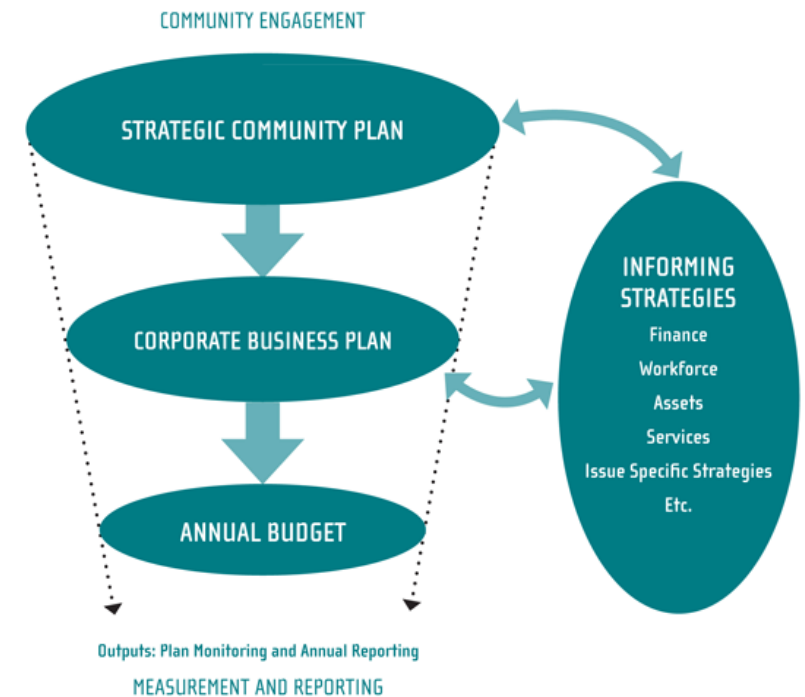 COMMUNITY ENGAGEMENT
STRATEGIC COMMUNITY PLAN
CORPORATE BUSINESS PLAN
ANNUAL BUDGET
INFORMING
STRATEGIES
Finance
Workforce
Assets
Services
Issue Specific Strategies
Etc.
Outputs: Plan Monitoring and Annual Reporting
MEASUREMENT AND REPORTING